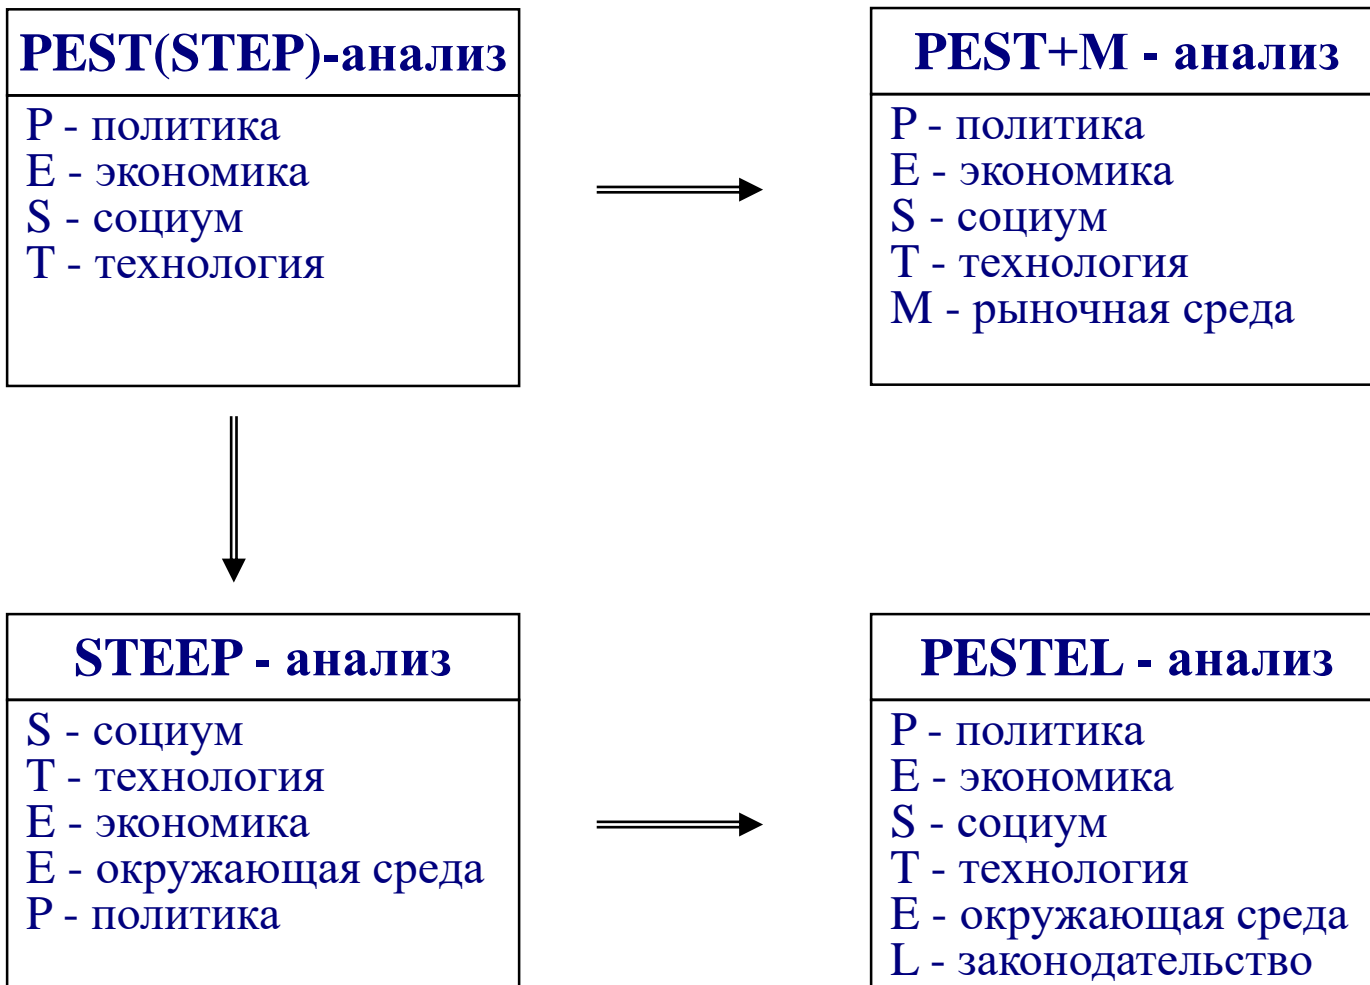 PEST(STEP)-анализ
P - политика
E - экономика
S - социум
T - технология
PEST+M - анализ
P - политика
E - экономика
S - социум
T - технология
M - рыночная среда
STEEP - анализ
S - социум
T - технология
E - экономика
E - окружающая среда
P - политика
PESTEL - анализ
P - политика
E - экономика
S - социум
T - технология
E - окружающая среда
L - законодательство